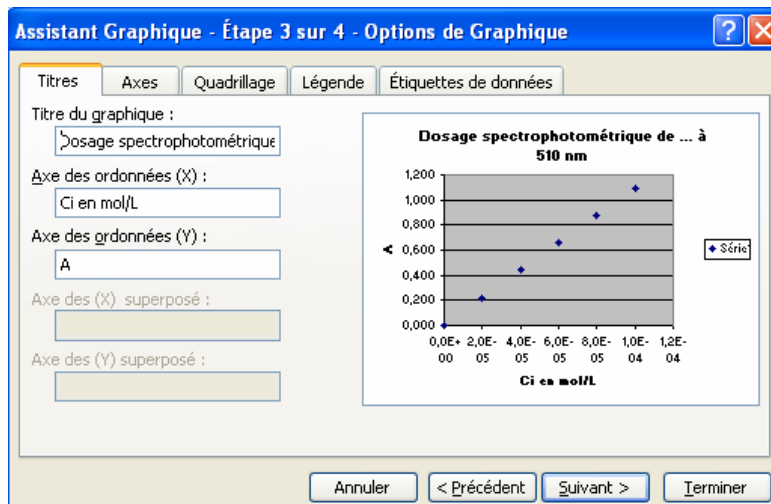 Assistant Graphique - Étape 3 sur 4 - Options de Graphique
Titres
Axes
Quadrillage
Légende
Étiquettes de données
Titre du graphique :
Dosage spectrophotométrique
Axe des ordonnées (X) :
Ci en mol/L
Axe des ordonnées (Y) :
A
Axe des (X) superposé :
Axe des (Y) superposé :
Dosage spectrophotométrique de ... à
510 nm
1,200
1,000
0,800
0,600
0,400
0,200
0,000
A
0,0E+ 2,0E- 4,0E- 6,0E- 8,0E- 1,0E- 1,2E-
00 05 05 05 05 04 04
Ci en mol/L
Série
Annuler
< Précédent
Suivant >
Terminer